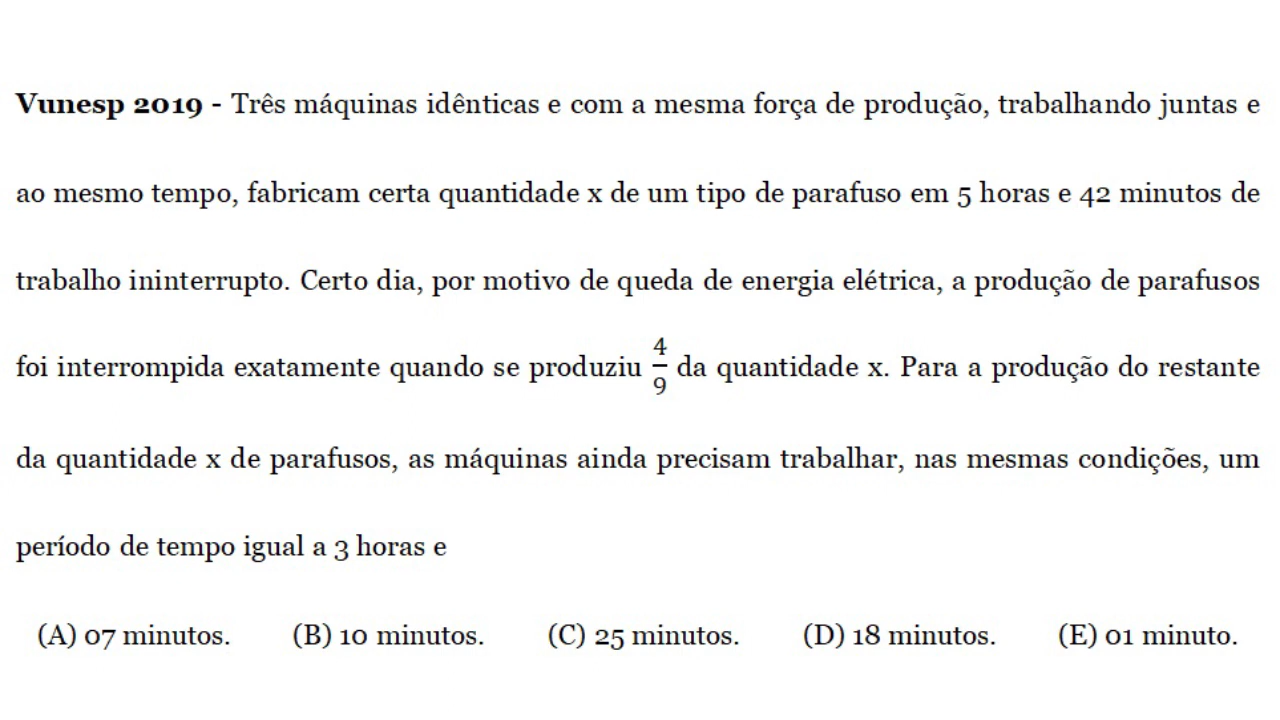 Vunesp 2019 - Três máquinas idênticas e com a mesma força de produção, trabalhando juntas e
ao mesmo tempo, fabricam certa quantidade x de um tipo de parafuso em 5 horas e 42 minutos de
trabalho ininterrupto. Certo dia, por motivo de queda de energia elétrica, a produção de parafusos
foi interrompida exatamente quando se produziu 4/9 da quantidade x. Para a produção do restante
da quantidade x de parafusos, as máquinas ainda precisam trabalhar, nas mesmas condições, um
período de tempo igual a 3 horas e
(A) 07 minutos. (B) 10 minutos. (C) 25 minutos. (D) 18 minutos. (E) 01 minuto.